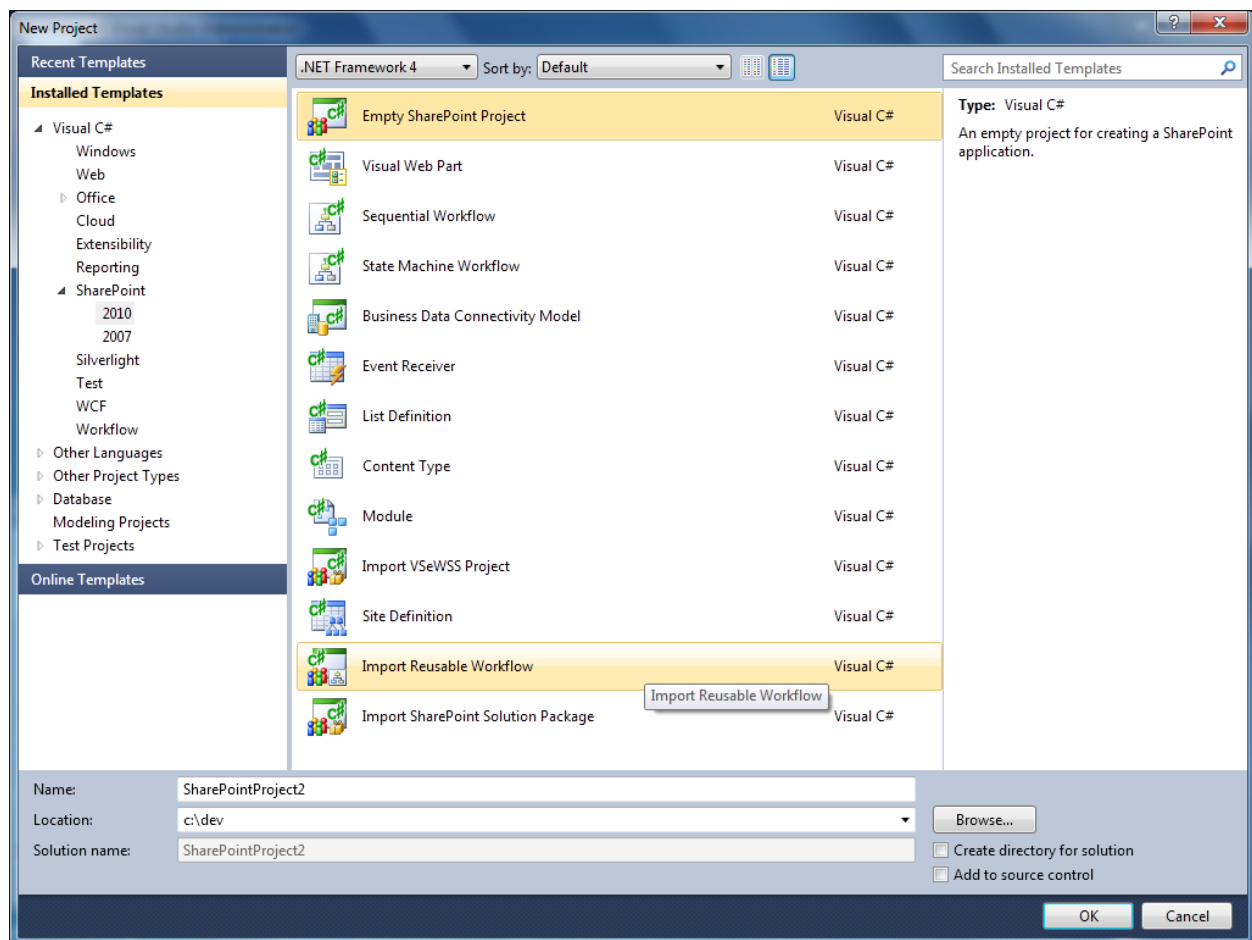 New Project
Recent Templates
Installed Templates
Visual C#
Windows
Web
Office
Cloud
Extensibility
Reporting
SharePoint
2010
2007
Silverlight
Test
WCF
Workflow
Other Languages
Other Project Types
Database
Modeling Projects
Test Projects
Online Templates
.NET Framework 4 Sort by: Default
Empty SharePoint Project Visual C#
Visual Web Part Visual C#
Sequential Workflow Visual C#
State Machine Workflow Visual C#
Business Data Connectivity Model Visual C#
Event Receiver Visual C#
List Definition Visual C#
Content Type Visual C#
Module Visual C#
Import VSeWSS Project Visual C#
Site Definition Visual C#
Import Reusable Workflow Visual C#
Import Reusable Workflow
Import SharePoint Solution Package Visual C#
Search Installed Templates
Type: Visual C#
An empty project for creating a SharePoint
application.
Name: SharePointProject2
Location: c:\dev Browse...
Solution name: SharePointProject2 Create directory for solution
Add to source control
OK Cancel